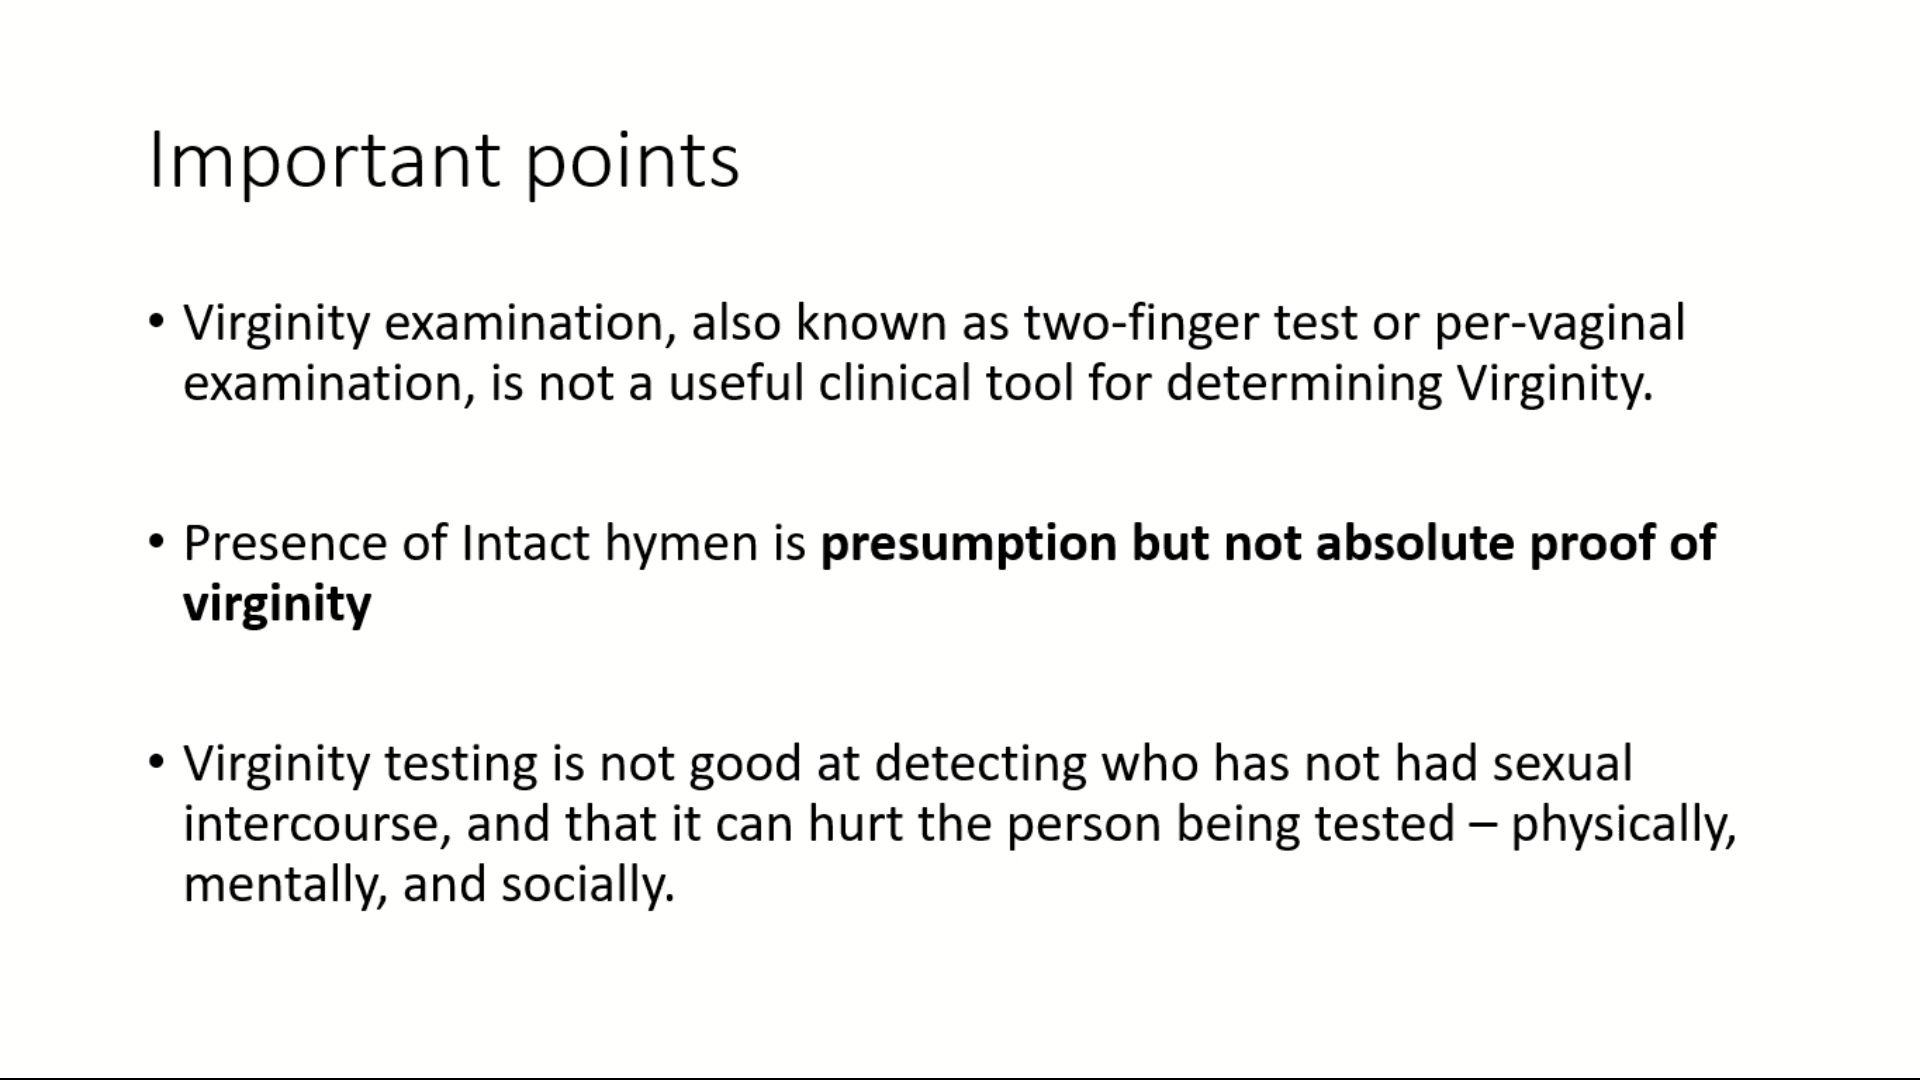 Important points
• Virginity examination, also known as two-finger test or per-vaginal
examination, is not a useful clinical tool for determining Virginity.
• Presence of Intact hymen is presumption but not absolute proof of
virginity
• Virginity testing is not good at detecting who has not had sexual
intercourse, and that it can hurt the person being tested – physically,
mentally, and socially.